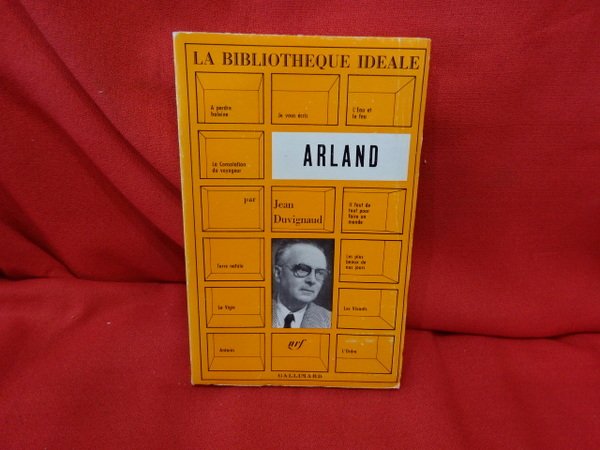 LA BIBLIOTHEQUE IDEALE
A perdre
haleine
Je vous écris
L'Eau et
le feu
La Consolation
du voyageur
ARLAND
par
Jean
Duvignaud
Il faut de
tout pour
faire un
monde
Terre natale
Les plus
beaux de
nos jours
La Vigie
Les Vivants
Antarès
nrf
L'Ordre
GALLIMARD